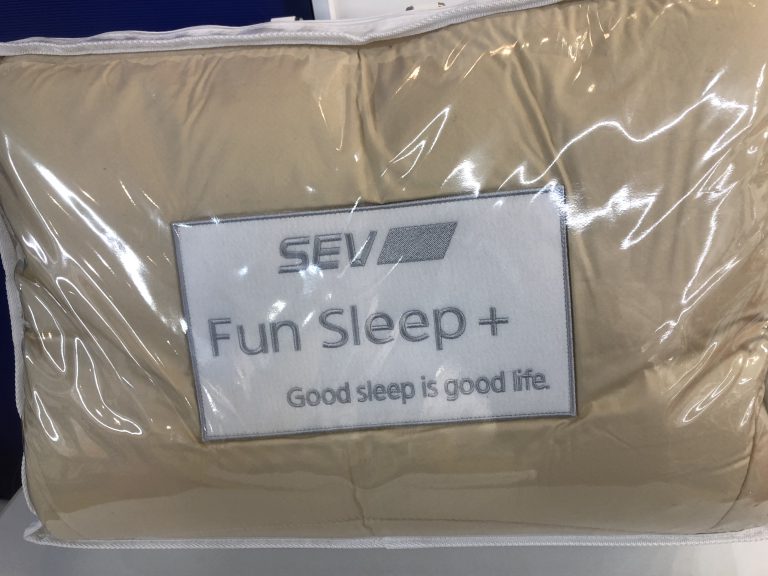 SEV
Fun Sleep +
Good sleep is good life.